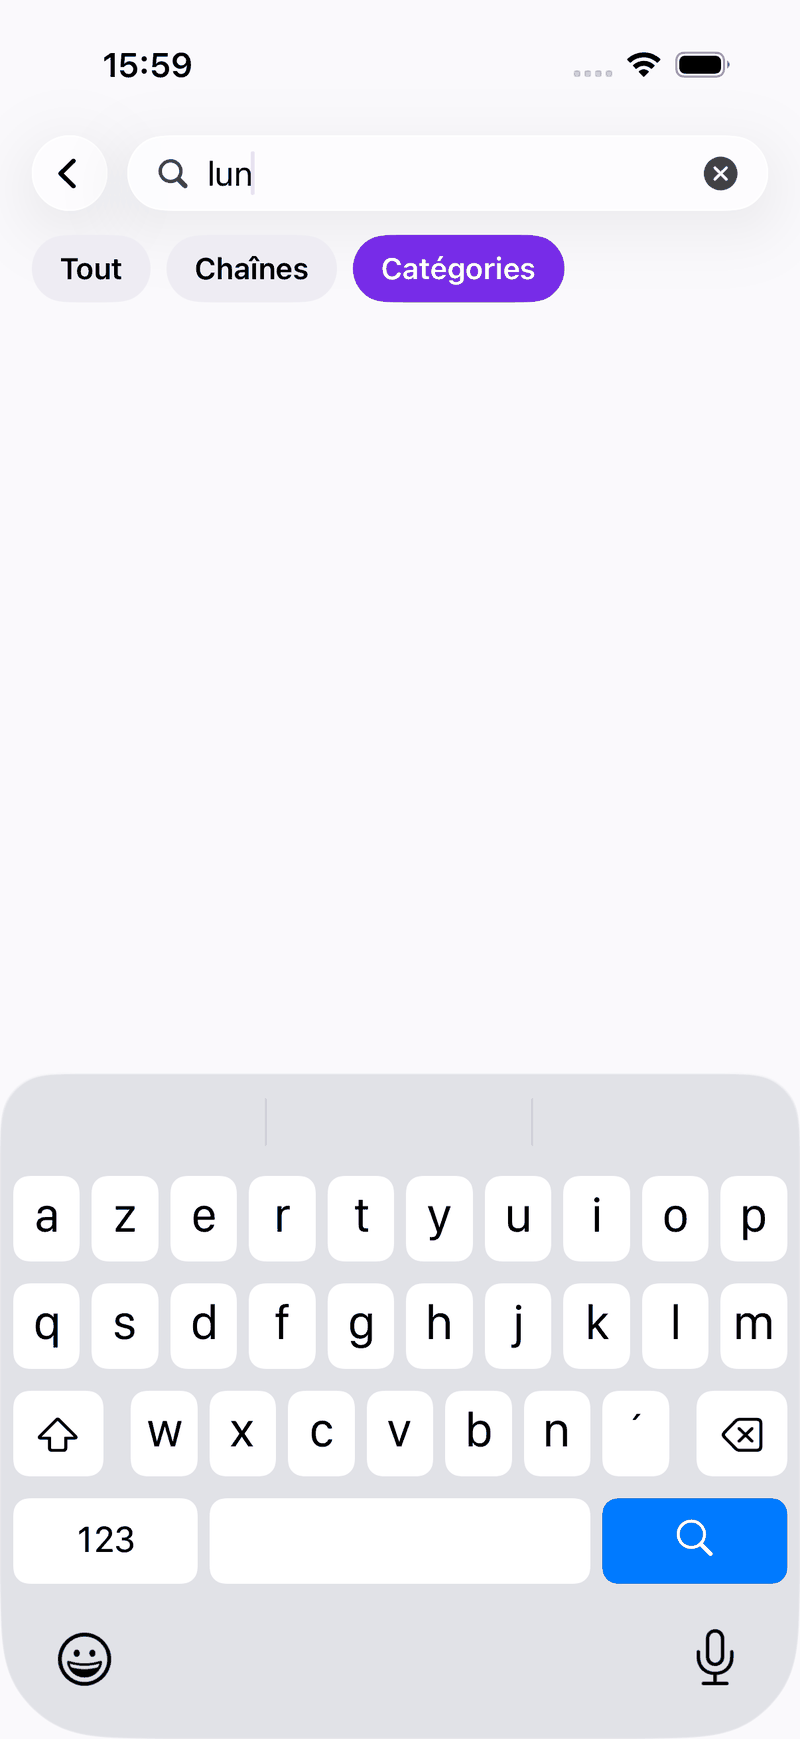 15:59
lun
Tout Chaînes Catégories
a z e r t y u i o p
q s d f g h j k l m
w x c v b n ´
123